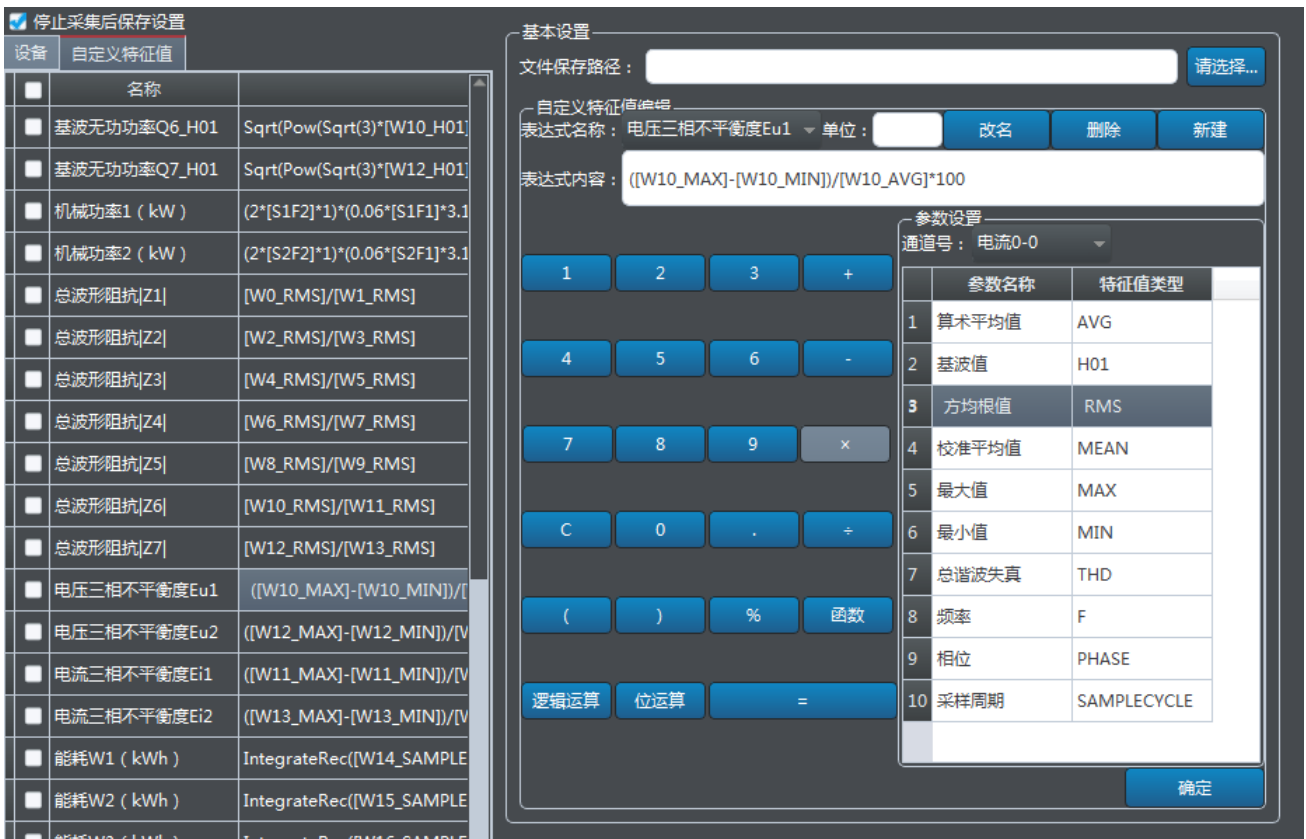 停止采集后保存设置
设备 自定义特征值
名称
基波无功功率Q6_H01 Sqrt(Pow(Sqrt(3)*[W10_H01]
基波无功功率Q7_H01 Sqrt(Pow(Sqrt(3)*[W12_H01]
机械功率1(kW) (2*[S1F2]*1)*(0.06*[S1F1]*3.1
机械功率2(kW) (2*[S2F2]*1)*(0.06*[S2F1]*3.1
总波形阻抗|Z1| [W0_RMS]/[W1_RMS]
总波形阻抗|Z2| [W2_RMS]/[W3_RMS]
总波形阻抗|Z3| [W4_RMS]/[W5_RMS]
总波形阻抗|Z4| [W6_RMS]/[W7_RMS]
总波形阻抗|Z5| [W8_RMS]/[W9_RMS]
总波形阻抗|Z6| [W10_RMS]/[W11_RMS]
总波形阻抗|Z7| [W12_RMS]/[W13_RMS]
电压三相不平衡度Eu1 ([W10_MAX]-[W10_MIN])/[
电压三相不平衡度Eu2 ([W12_MAX]-[W12_MIN])/[W
电流三相不平衡度Ei1 ([W11_MAX]-[W11_MIN])/[W
电流三相不平衡度Ei2 ([W13_MAX]-[W13_MIN])/[W
能耗W1(kWh) IntegrateRec([W14_SAMPLE
能耗W2(kWh) IntegrateRec([W15_SAMPLE
基本设置
文件保存路径: 请选择...
自定义特征值编辑
表达式名称: 电压三相不平衡度Eu1 单位: 改名 删除 新建
表达式内容: ([W10_MAX]-[W10_MIN])/[W10_AVG]*100
1 2 3 +
4 5 6 -
7 8 9 ×
C 0 . ÷
( ) % 函数
逻辑运算 位运算 =
参数设置
通道号: 电流0-0
参数名称 特征值类型
1 算术平均值 AVG
2 基波值 H01
3 方均根值 RMS
4 校准平均值 MEAN
5 最大值 MAX
6 最小值 MIN
7 总谐波失真 THD
8 频率 F
9 相位 PHASE
10 采样周期 SAMPLECYCLE
确定